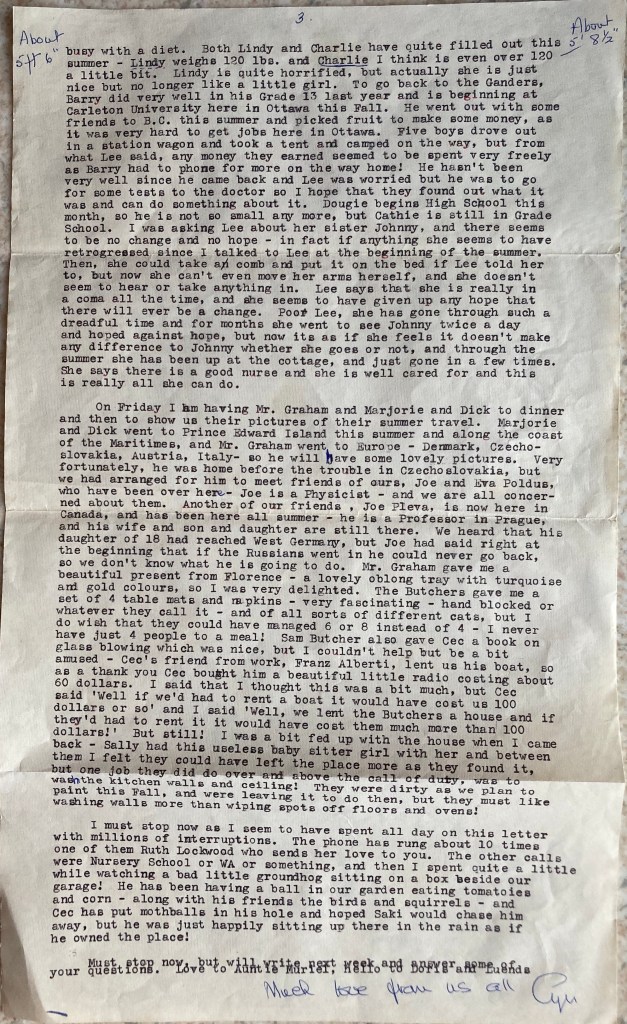 3.
About 5ft 6"
About 5' 8½"
busy with a diet. Both Lindy and Charlie have quite filled out this
summer - Lindy weighs 120 lbs. and Charlie I think is even over 120
a little bit. Lindy is quite horrified, but actually she is just
nice but no longer like a little girl. To go back to the Ganders,
Barry did very well in his Grade 13 last year and is beginning at
Carleton University here in Ottawa this Fall. He went out with some
friends to B.C. this summer and picked fruit to make some money, as
it was very hard to get jobs here in Ottawa. Five boys drove out
in a station wagon and took a tent and camped on the way, but from
what Lee said, any money they earned seemed to be spent very freely
as Barry had to phone for more on the way home! He hasn't been
very well since he came back and Lee was worried but he was to go
for some tests to the doctor so I hope that they found out what it
was and can do something about it. Dougie begins High School this
month, so he is not so small any more, but Cathie is still in Grade
School. I was asking Lee about her sister Johnny, and there seems
to be no change and no hope - in fact if anything she seems to have
retrogressed since I talked to Lee at the beginning of the summer.
Then, she could take an comb and put it on the bed if Lee told her
to, but now she can't even move her arms herself, and she doesn't
seem to hear or take anything in. Lee says that she is really in
a coma all the time, and she seems to have given up any hope that
there will ever be a change. Poor Lee, she has gone through such a
dreadful time and for months she went to see Johnny twice a day
and hoped against hope, but now its as if she feels it doesn't make
any difference to Johnny whether she goes or not, and through the
summer she has been up at the cottage, and just gone in a few times.
She says there is a good nurse and she is well cared for and this
is really all she can do.
On Friday I am having Mr. Graham and Marjorie and Dick to dinner
and then to show us their pictures of their summer travel. Marjorie
and Dick went to Prince Edward Island this summer and along the coast
of the Maritimes, and Mr. Graham went to Europe - Denmark, Czecho-
slovakia, Austria, Italy- so he will have some lovely pictures. Very
fortunately, he was home before the trouble in Czechoslovakia, but
we had arranged for him to meet friends of ours, Joe and Eva Poldus,
who have been over here- Joe is a Physicist - and we are all concer-
ned about them. Another of our friends , Joe Pleva, is now here in
Canada, and has been here all summer - he is a Professor in Prague,
and his wife and son and daughter are still there. We heard that his
daughter of 18 had reached West Germany, but Joe had said right at
the beginning that if the Russians went in he could never go back,
so we don't know what he is going to do. Mr. Graham gave me a
beautiful present from Florence - a lovely oblong tray with turquoise
and gold colours, so I was very delighted. The Butchers gave me a
set of 4 table mats and napkins - very fascinating - hand blocked or
whatever they call it - and of all sorts of different cats, but I
do wish that they could have managed 6 or 8 instead of 4 - I never
have just 4 people to a meal! Sam Butcher also gave Cec a book on
glass blowing which was nice, but I couldn't help but be a bit
amused - Cec's friend from work, Franz Alberti, lent us his boat, so
as a thank you Cec bought him a beautiful little radio costing about
60 dollars. I said that I thought this was a bit much, but Cec
said 'Well if we'd had to rent a boat it would have cost us 100
dollars or so' and I said 'Well, we lent the Butchers a house and if
they'd had to rent it it would have cost them much more than 100
dollars!' But still! I was a bit fed up with the house when I came
back - Sally had this useless baby sitter girl with her and between
them I felt they could have left the place more as they found it,
but one job they did do over and above the call of duty, was to
wash the kitchen walls and ceiling! They were dirty as we plan to
paint this Fall, and were leaving it to do then, but they must like
washing walls more than wiping spots off floors and ovens!
I must stop now as I seem to have spent all day on this letter
with millions of interruptions. The phone has rung about 10 times
one of them Ruth Lockwood who sends her love to you. The other calls
were Nursery School or WA or something, and then I spent quite a little
while watching a bad little groundhog sitting on a box beside our
garage! He has been having a ball in our garden eating tomatoes
and corn - along with his friends the birds and squirrels - and
Cec has put mothballs in his hole and hoped Saki would chase him
away, but he was just happily sitting up there in the rain as if
he owned the place!
Must stop now, but will write next week and answer some of
your questions. Love to Auntie Muriel, Hello to Doris and Luends
Much love from us all Cyn